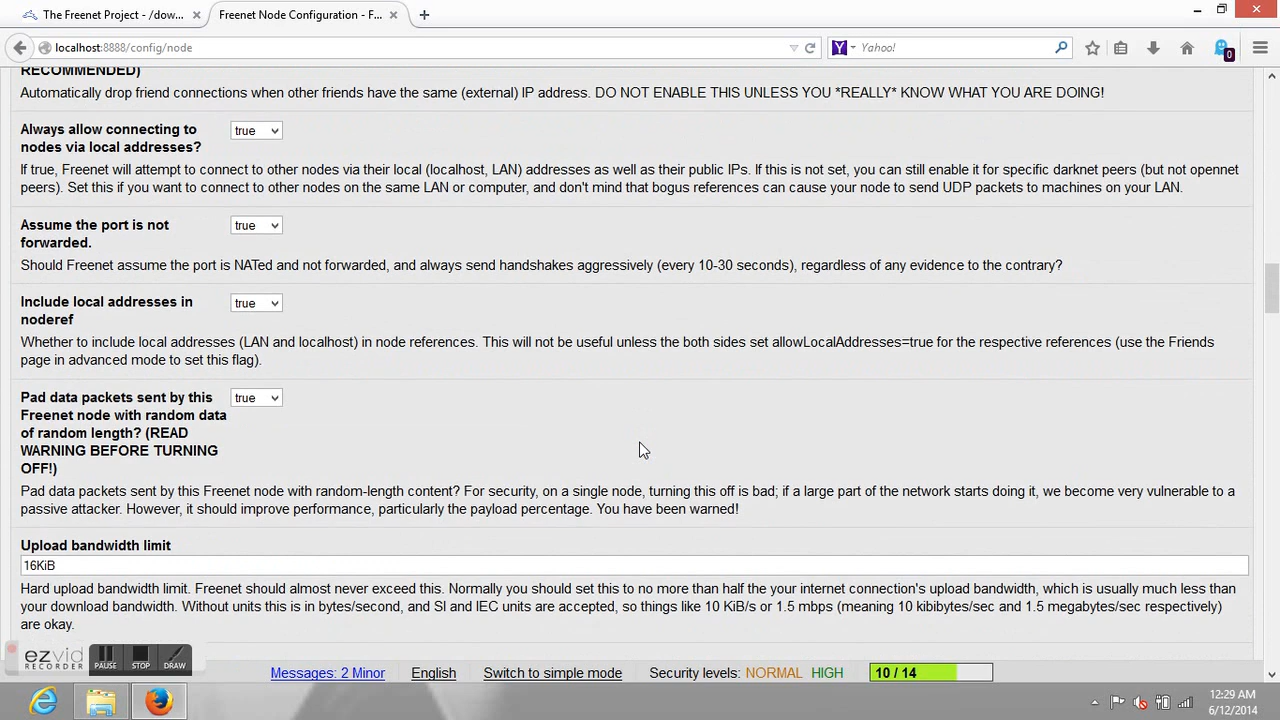 The Freenet Project - /dow...
Freenet Node Configuration - F...
localhost:8888/config/node
Yahoo!
0
RECOMMENDED)
Automatically drop friend connections when other friends have the same (external) IP address. DO NOT ENABLE THIS UNLESS YOU *REALLY* KNOW WHAT YOU ARE DOING!
Always allow connecting to
nodes via local addresses?
true
If true, Freenet will attempt to connect to other nodes via their local (localhost, LAN) addresses as well as their public IPs. If this is not set, you can still enable it for specific darknet peers (but not opennet
peers). Set this if you want to connect to other nodes on the same LAN or computer, and don't mind that bogus references can cause your node to send UDP packets to machines on your LAN.
Assume the port is not
forwarded.
true
Should Freenet assume the port is NATed and not forwarded, and always send handshakes aggressively (every 10-30 seconds), regardless of any evidence to the contrary?
Include local addresses in
noderef
true
Whether to include local addresses (LAN and localhost) in node references. This will not be useful unless the both sides set allowLocalAddresses=true for the respective references (use the Friends
page in advanced mode to set this flag).
Pad data packets sent by this
Freenet node with random data
of random length? (READ
WARNING BEFORE TURNING
OFF!)
true
Pad data packets sent by this Freenet node with random-length content? For security, on a single node, turning this off is bad; if a large part of the network starts doing it, we become very vulnerable to a
passive attacker. However, it should improve performance, particularly the payload percentage. You have been warned!
Upload bandwidth limit
16KiB
Hard upload bandwidth limit. Freenet should almost never exceed this. Normally you should set this to no more than half the your internet connection's upload bandwidth, which is usually much less than
your download bandwidth. Without units this is in bytes/second, and SI and IEC units are accepted, so things like 10 KiB/s or 1.5 mbps (meaning 10 kibibytes/sec and 1.5 megabytes/sec respectively)
are okay.
ezvid
RECORDER
PAUSE
STOP
DRAW
Messages: 2 Minor
English
Switch to simple mode
Security levels: NORMAL HIGH
10 / 14
12:29 AM
6/12/2014